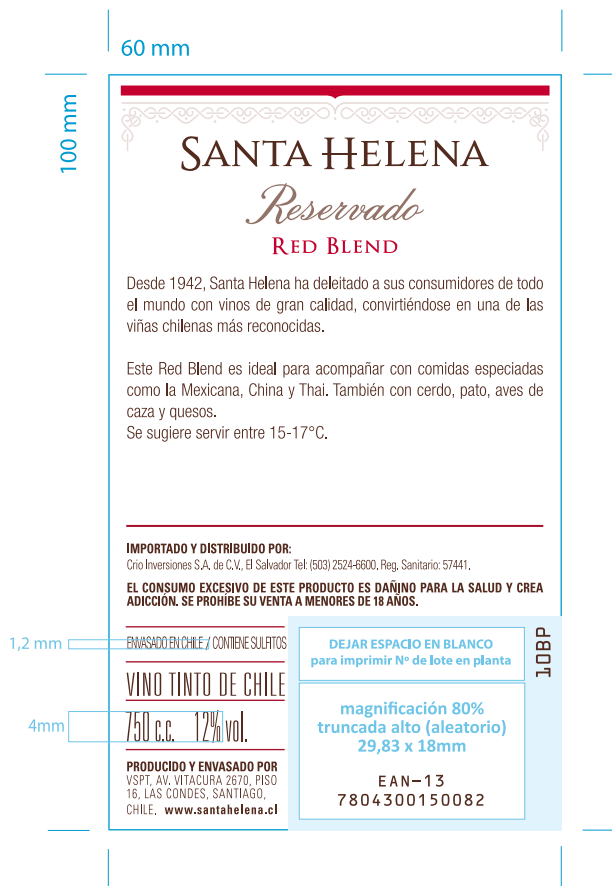 60 mm
100 mm
SANTA HELENA
Reservado
RED BLEND
Desde 1942, Santa Helena ha deleitado a sus consumidores de todo
el mundo con vinos de gran calidad, convirtiéndose en una de las
viñas chilenas más reconocidas.
Este Red Blend es ideal para acompañar con comidas especiadas
como la Mexicana, China y Thai. También con cerdo, pato, aves de
caza y quesos.
Se sugiere servir entre 15-17°C.
IMPORTADO Y DISTRIBUIDO POR:
Crio Inversiones S.A. de C.V., El Salvador Tel: (503) 2524-6600. Reg. Sanitario: 57441.
EL CONSUMO EXCESIVO DE ESTE PRODUCTO ES DAÑINO PARA LA SALUD Y CREA
ADICCIÓN. SE PROHÍBE SU VENTA A MENORES DE 18 AÑOS.
1,2 mm
ENVASADO EN CHILE / CONTIENE SULFITOS
VINO TINTO DE CHILE
4mm
750 c.c. 12% vol.
PRODUCIDO Y ENVASADO POR
VSPT, AV. VITACURA 2670, PISO
16, LAS CONDES, SANTIAGO,
CHILE. www.santahelena.cl
DEJAR ESPACIO EN BLANCO
para imprimir Nº de lote en planta
10BP
magnificación 80%
truncada alto (aleatorio)
29,83 x 18mm
EAN-13
7804300150082